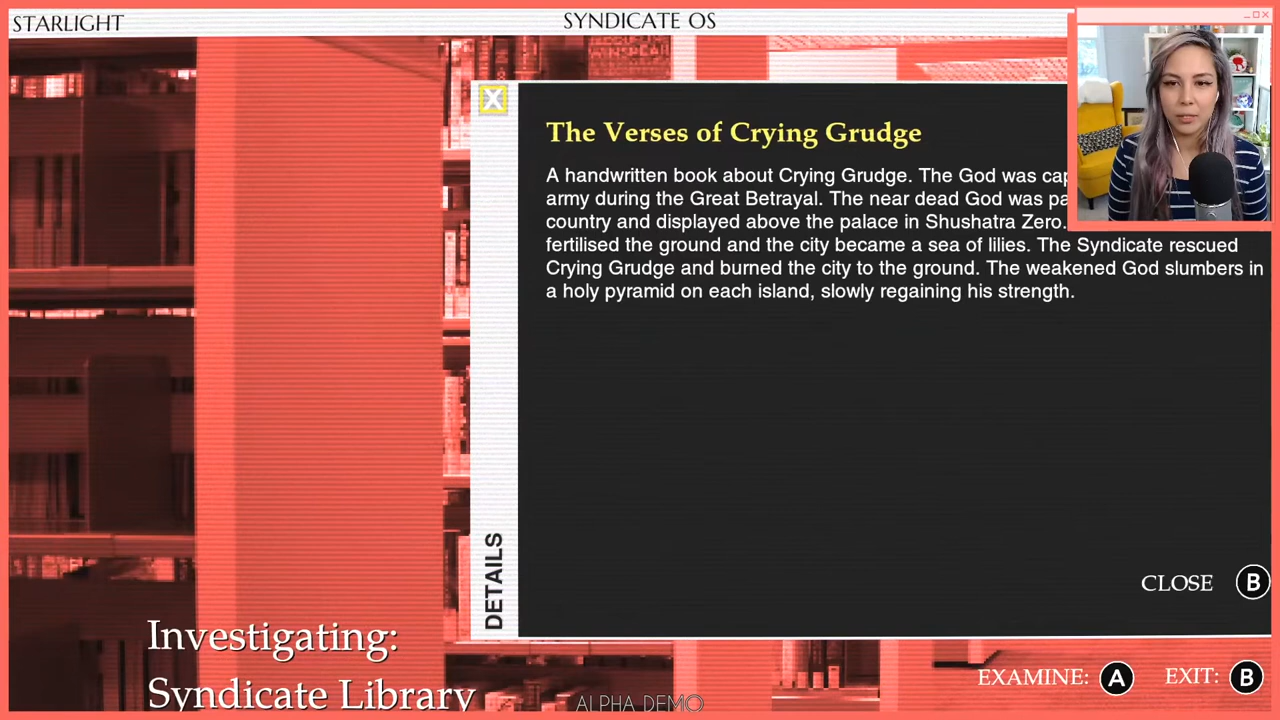 STARLIGHT
SYNDICATE OS
X
The Verses of Crying Grudge
A handwritten book about Crying Grudge. The God was
army during the Great Betrayal. The near dead God was
country and displayed above the palace in Shushatra Zero.
fertilised the ground and the city became a sea of lilies. The Syndicate rescued
Crying Grudge and burned the city to the ground. The weakened God slumbers in
a holy pyramid on each island, slowly regaining his strength.
DETAILS
CLOSE B
Investigating:
Syndicate Library
EXAMINE: A EXIT: B
ALPHA DEMO